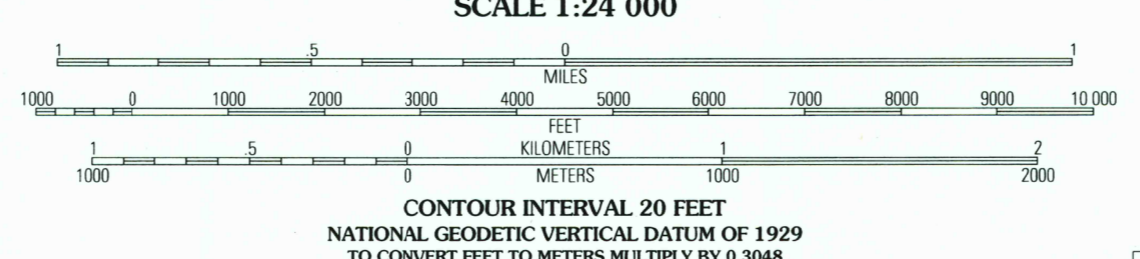 SCALE 1:24 000
1 .5 0 1
MILES
1000 0 1000 2000 3000 4000 5000 6000 7000 8000 9000 10 000
FEET
1 .5 0 KILOMETERS 1 2
1000 0 METERS 1000 2000
CONTOUR INTERVAL 20 FEET
NATIONAL GEODETIC VERTICAL DATUM OF 1929
TO CONVERT FEET TO METERS MULTIPLY BY 0.3048